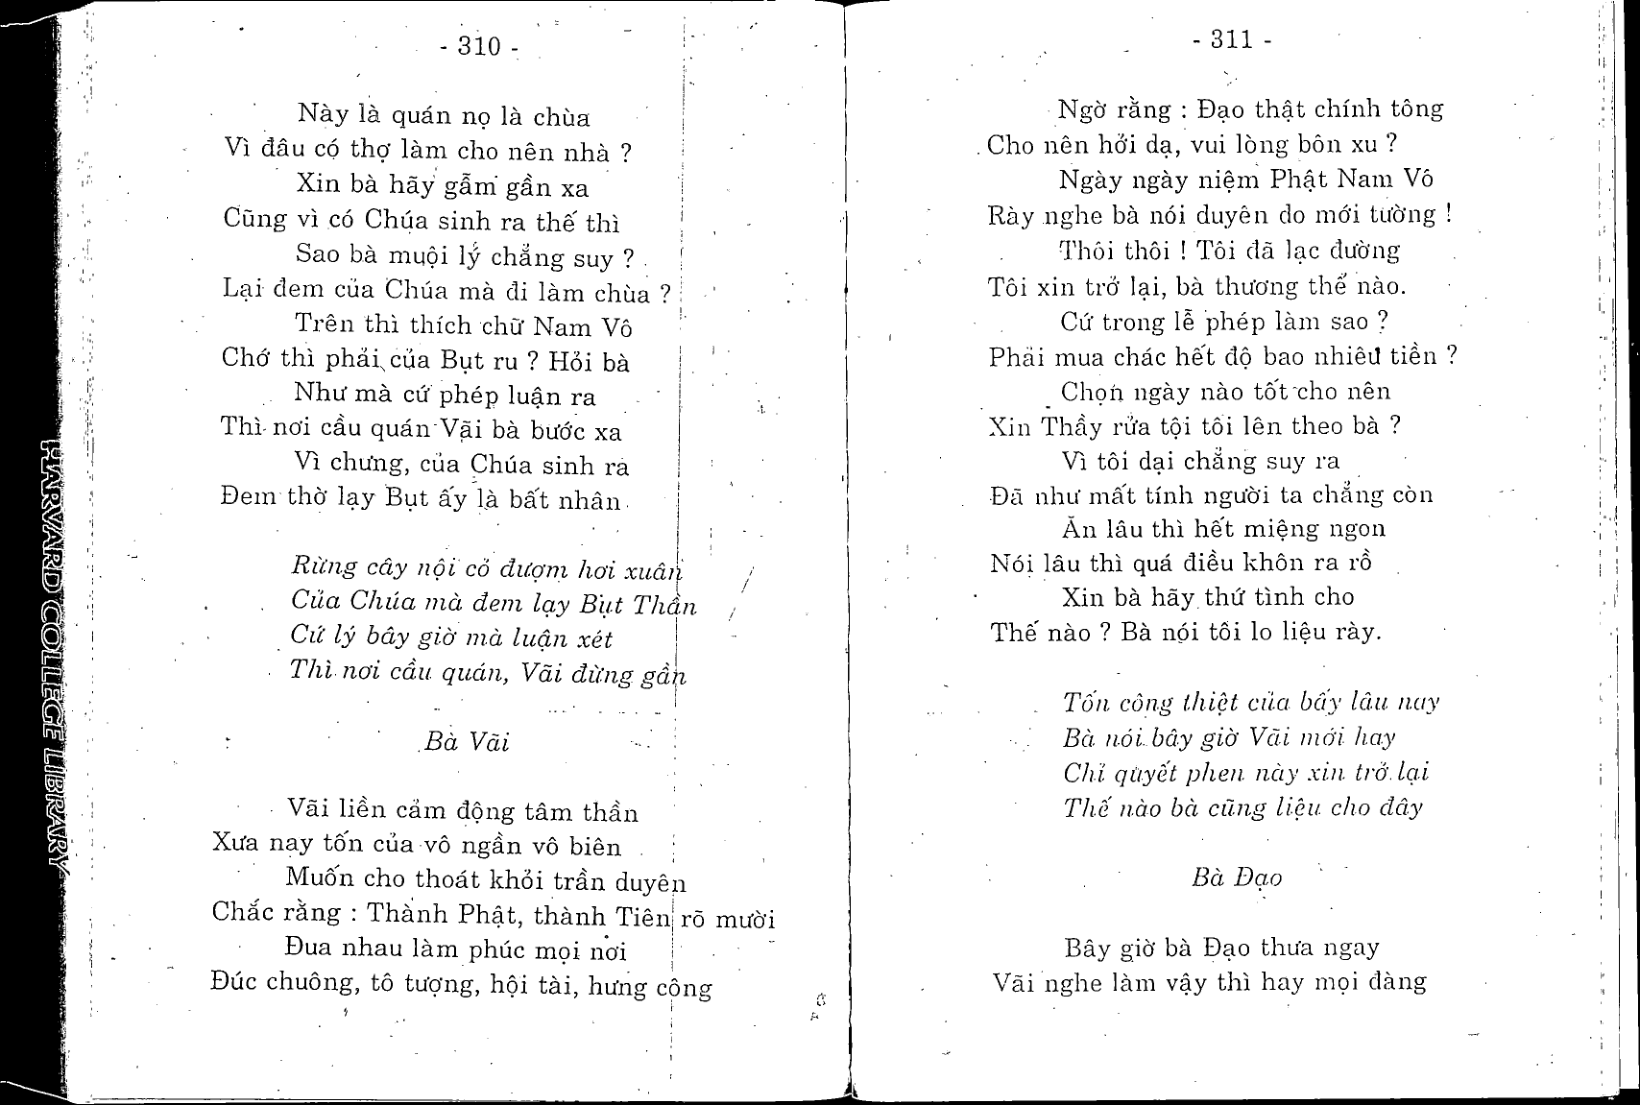 - 310 -
Này là quán nọ là chùa
Vì đâu có thợ làm cho nên nhà ?
Xin bà hãy gẫm gần xa
Cũng vì có Chúa sinh ra thế thì
Sao bà muội lý chẳng suy ?
Lại đem của Chúa mà đi làm chùa ?
Trên thì thích chữ Nam Vô
Chớ thì phải của Bụt ru ? Hỏi bà
Như mà cứ phép luận ra
Thì nơi cầu quán Vãi bà bước xa
Vì chưng, của Chúa sinh ra
Đem thờ lạy Bụt ấy là bất nhân
Rừng cây nội cỏ đượm hơi xuân
Của Chúa mà đem lạy Bụt Thần
Cứ lý bây giờ mà luận xét
Thì nơi cầu quán, Vãi đừng gần
Bà Vãi
Vãi liền cảm động tâm thần
Xưa nay tốn của vô ngần vô biên
Muốn cho thoát khỏi trần duyên
Chắc rằng : Thành Phật, thành Tiên rõ mười
Đua nhau làm phúc mọi nơi
Đúc chuông, tô tượng, hội tài, hưng công
- 311 -
Ngờ rằng : Đạo thật chính tông
Cho nên hởi dạ, vui lòng bôn xu ?
Ngày ngày niệm Phật Nam Vô
Rày nghe bà nói duyên do mới tường !
Thôi thôi ! Tôi đã lạc đường
Tôi xin trở lại, bà thương thế nào.
Cứ trong lễ phép làm sao ?
Phải mua chác hết độ bao nhiêu tiền ?
Chọn ngày nào tốt cho nên
Xin Thầy rửa tội tôi lên theo bà ?
Vì tôi dại chẳng suy ra
Đã như mất tính người ta chẳng còn
Ăn lâu thì hết miệng ngon
Nói lâu thì quá điều khôn ra rồ
Xin bà hãy thứ tình cho
Thế nào ? Bà nói tôi lo liệu rày.
Tốn công thiệt của bấy lâu nay
Bà nói bây giờ Vãi mới hay
Chỉ quyết phen này xin trở lại
Thế nào bà cũng liệu cho đây
Bà Đạo
Bây giờ bà Đạo thưa ngay
Vãi nghe làm vậy thì hay mọi đàng
HARVARD COLLEGE LIBRARY